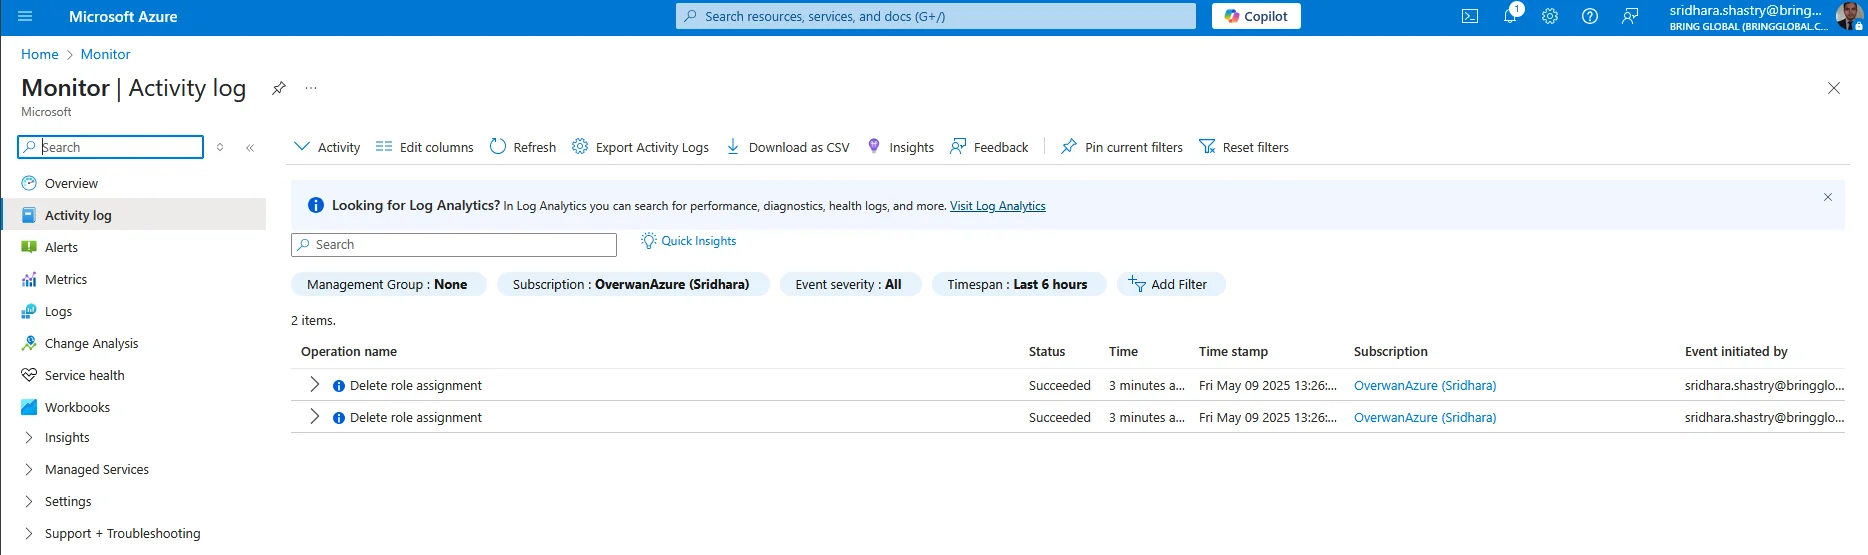 Microsoft Azure
Search resources, services, and docs (G+/)
Copilot
1
sridhara.shastry@bring...
BRING GLOBAL (BRINGGLOBAL.C...
Home > Monitor
Monitor | Activity log
Microsoft
Search
Activity Edit columns Refresh Export Activity Logs Download as CSV Insights Feedback Pin current filters Reset filters
Overview
Activity log
Alerts
Metrics
Logs
Change Analysis
Service health
Workbooks
Insights
Managed Services
Settings
Support + Troubleshooting
Looking for Log Analytics? In Log Analytics you can search for performance, diagnostics, health logs, and more. Visit Log Analytics
Search
Quick Insights
Management Group : None Subscription : OverwanAzure (Sridhara) Event severity : All Timespan : Last 6 hours Add Filter
2 items.
Operation name Status Time Time stamp Subscription Event initiated by
Delete role assignment Succeeded 3 minutes a... Fri May 09 2025 13:26:... OverwanAzure (Sridhara) sridhara.shastry@bringglo...
Delete role assignment Succeeded 3 minutes a... Fri May 09 2025 13:26:... OverwanAzure (Sridhara) sridhara.shastry@bringglo...